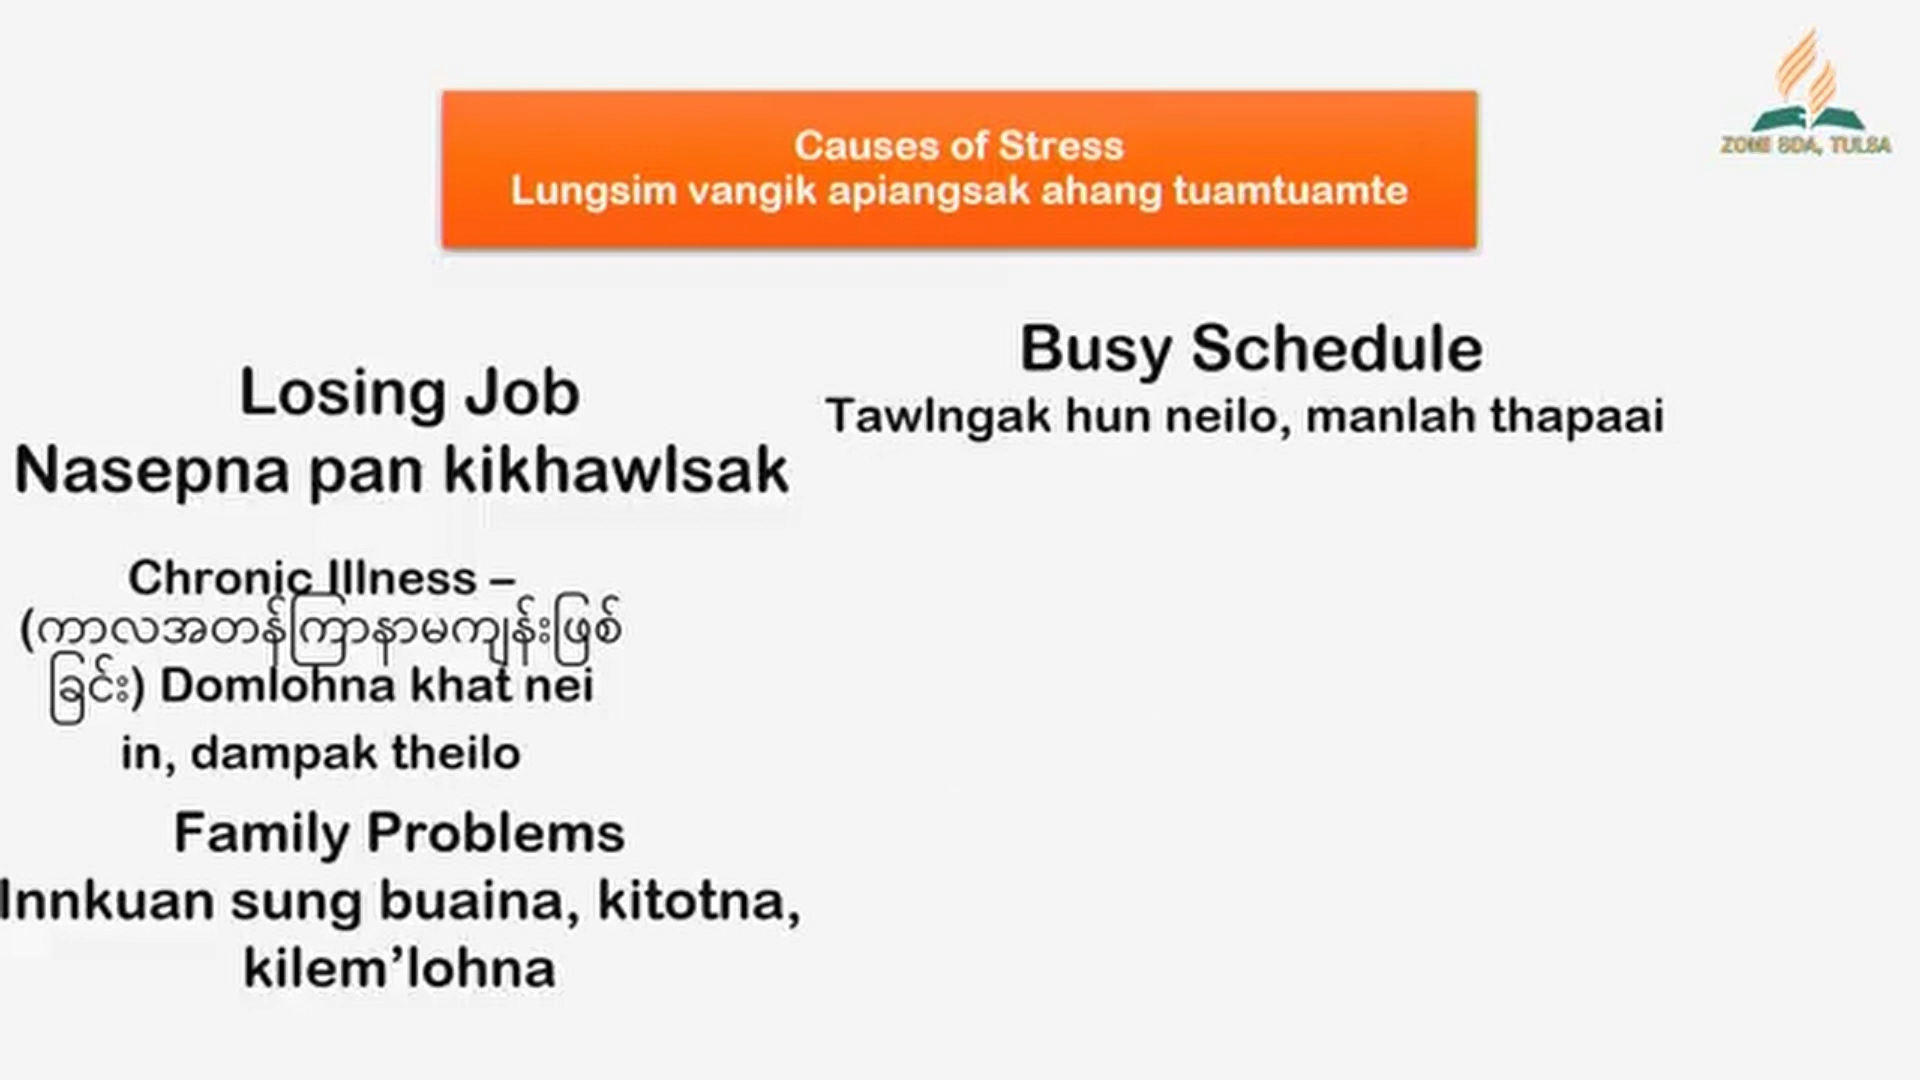 Causes of Stress
Lungsim vangik apiangsak ahang tuamtuamte
ZOMI SDA, TULSA
Losing Job
Nasepna pan kikhawlsak
Chronic Illness –
(ကာလအတန်ကြာနာမကျန်းဖြစ်
ခြင်း) Domlohna khat nei
in, dampak theilo
Family Problems
Innkuan sung buaina, kitotna,
kilem’lohna
Busy Schedule
Tawlngak hun neilo, manlah thapaai